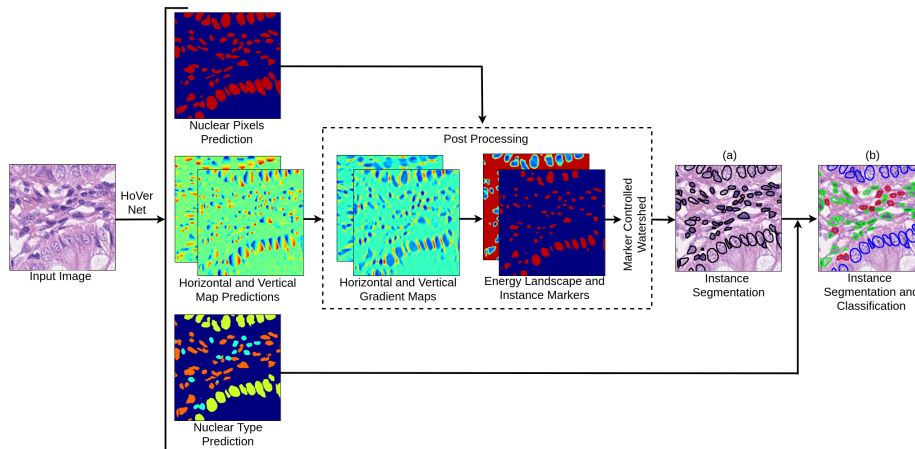 Input Image
HoVer
Net
Nuclear Pixels
Prediction
Horizontal and Vertical
Map Predictions
Nuclear Type
Prediction
Post Processing
Horizontal and Vertical
Gradient Maps
Energy Landscape and
Instance Markers
Marker Controlled
Watershed
(a)
Instance
Segmentation
(b)
Instance
Segmentation and
Classification